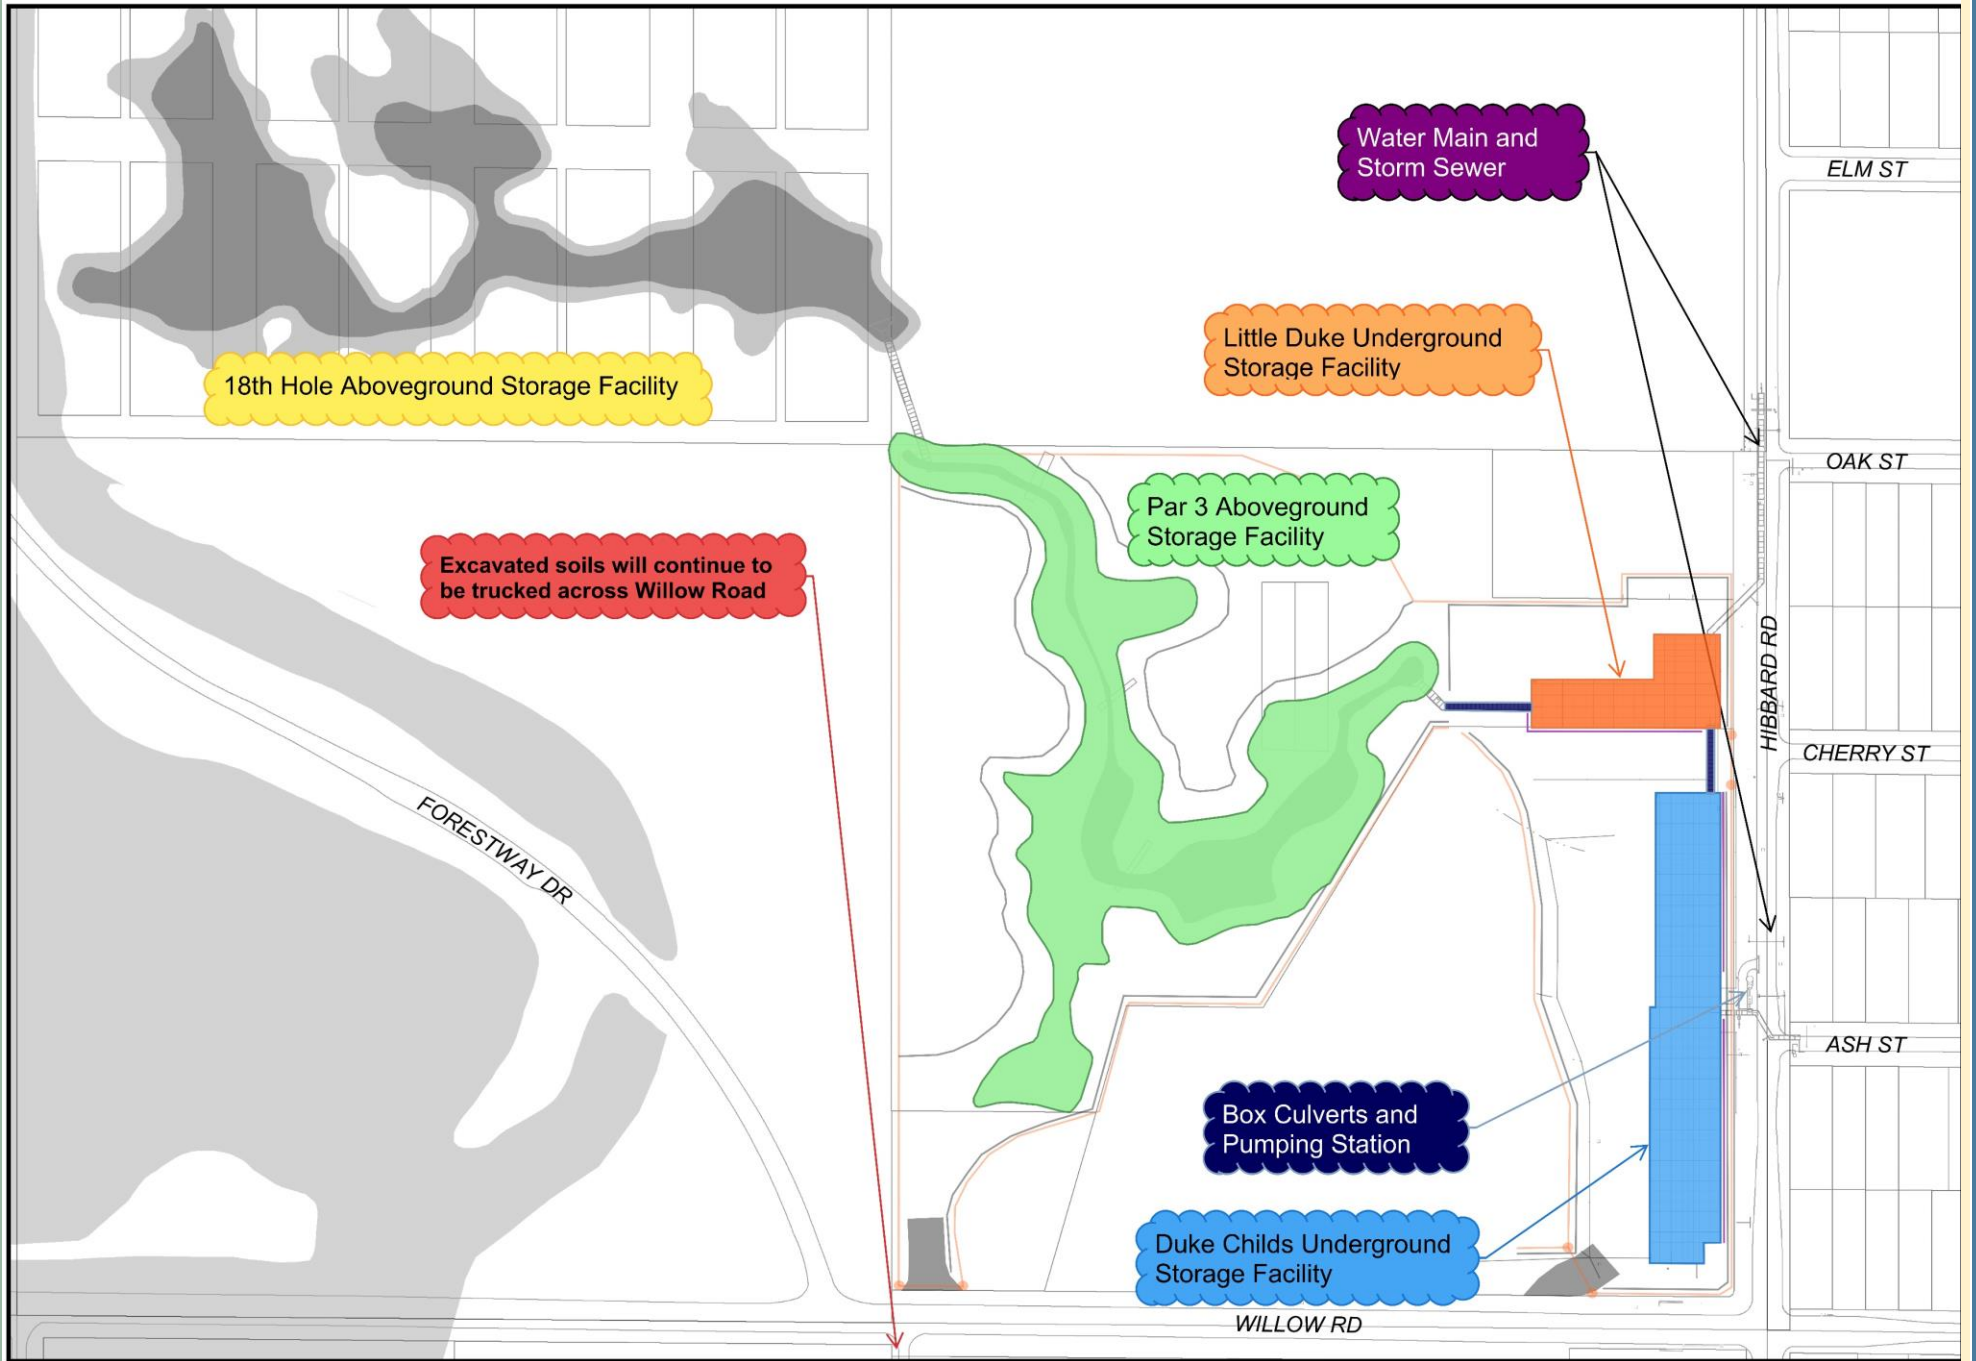 Water Main and
Storm Sewer
ELM ST
Little Duke Underground
Storage Facility
18th Hole Aboveground Storage Facility
OAK ST
Par 3 Aboveground
Storage Facility
Excavated soils will continue to
be trucked across Willow Road
HIBBARD RD
CHERRY ST
FORESTWAY DR
ASH ST
Box Culverts and
Pumping Station
Duke Childs Underground
Storage Facility
WILLOW RD